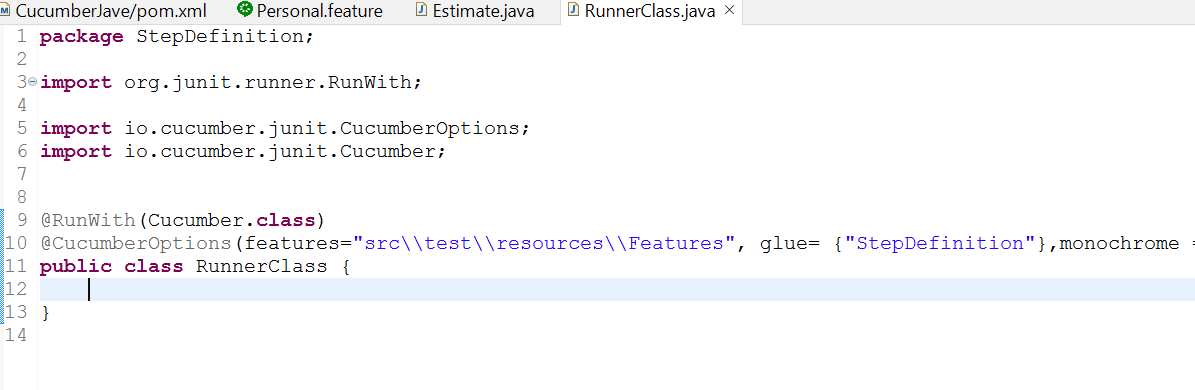 CucumberJave/pom.xml Personal.feature Estimate.java RunnerClass.java
1 package StepDefinition;
2
3 import org.junit.runner.RunWith;
4
5 import io.cucumber.junit.CucumberOptions;
6 import io.cucumber.junit.Cucumber;
7
8
9 @RunWith(Cucumber.class)
10 @CucumberOptions(features="src\\test\\resources\\Features", glue= {"StepDefinition"},monochrome =
11 public class RunnerClass {
12
13 }
14